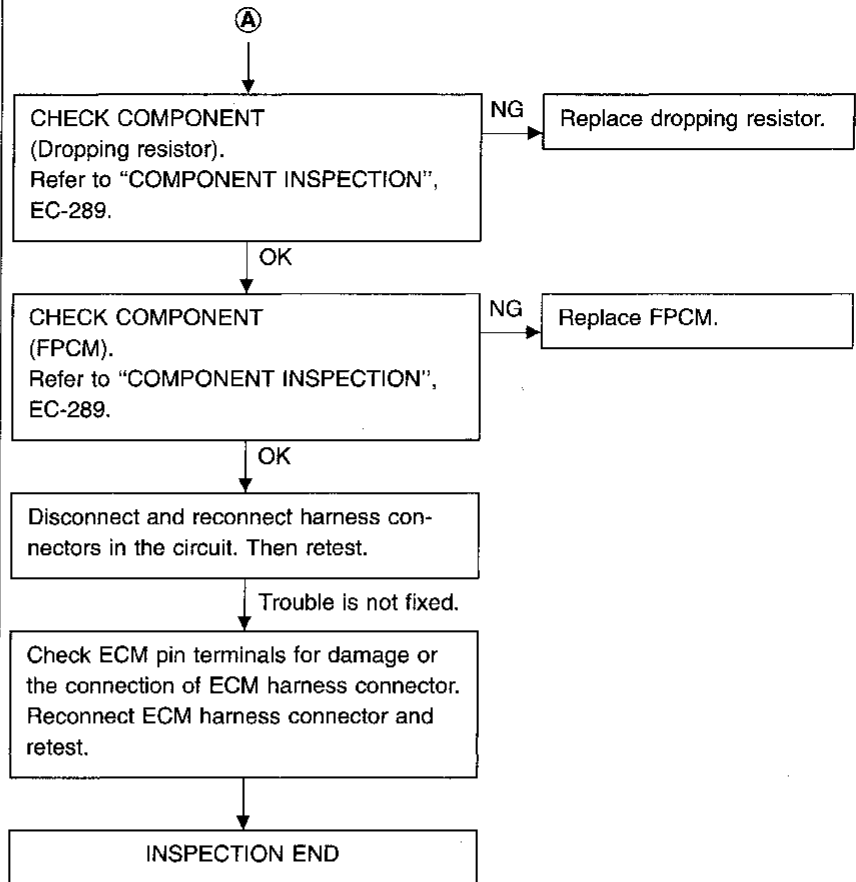 A
CHECK COMPONENT
(Dropping resistor).
Refer to "COMPONENT INSPECTION",
EC-289.
NG
Replace dropping resistor.
OK
CHECK COMPONENT
(FPCM).
Refer to "COMPONENT INSPECTION",
EC-289.
NG
Replace FPCM.
OK
Disconnect and reconnect harness con-
nectors in the circuit. Then retest.
Trouble is not fixed.
Check ECM pin terminals for damage or
the connection of ECM harness connector.
Reconnect ECM harness connector and
retest.
INSPECTION END